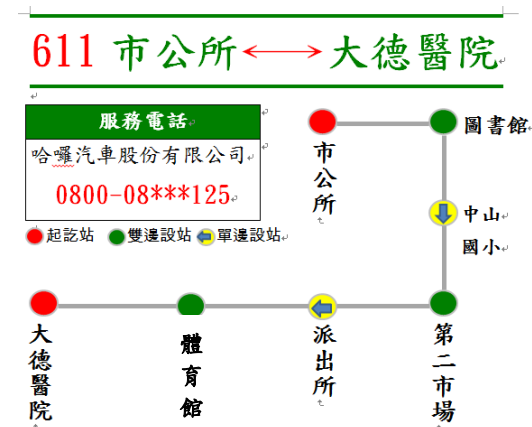 611 市公所←→大德醫院
服務電話
哈囉汽車股份有限公司
0800-08***125
起訖站 雙邊設站 單邊設站
市公所
圖書館
中山
國小
第二市場
派出所
體育館
大德醫院